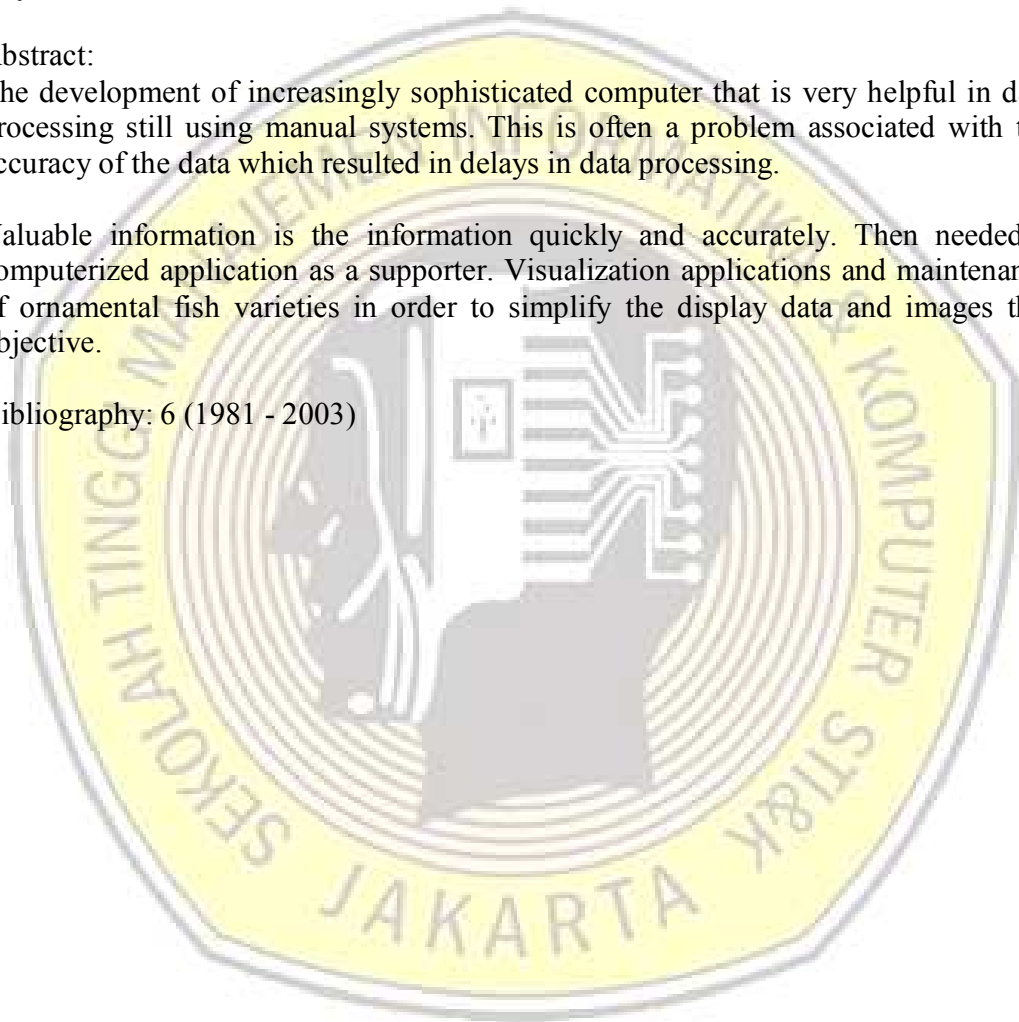 bstract:
he development of increasingly sophisticated computer that is very helpful in d
rocessing still using manual systems. This is often a problem associated with t
ccuracy of the data which resulted in delays in data processing.
aluable information is the information quickly and accurately. Then needed
omputerized application as a supporter. Visualization applications and maintenan
f ornamental fish varieties in order to simplify the display data and images th
bjective.
ibliography: 6 (1981 - 2003)
SEKOLAH TINGGI MANAJEMEN INFORMATIKA & KOMPUTER STI&K
JAKARTA